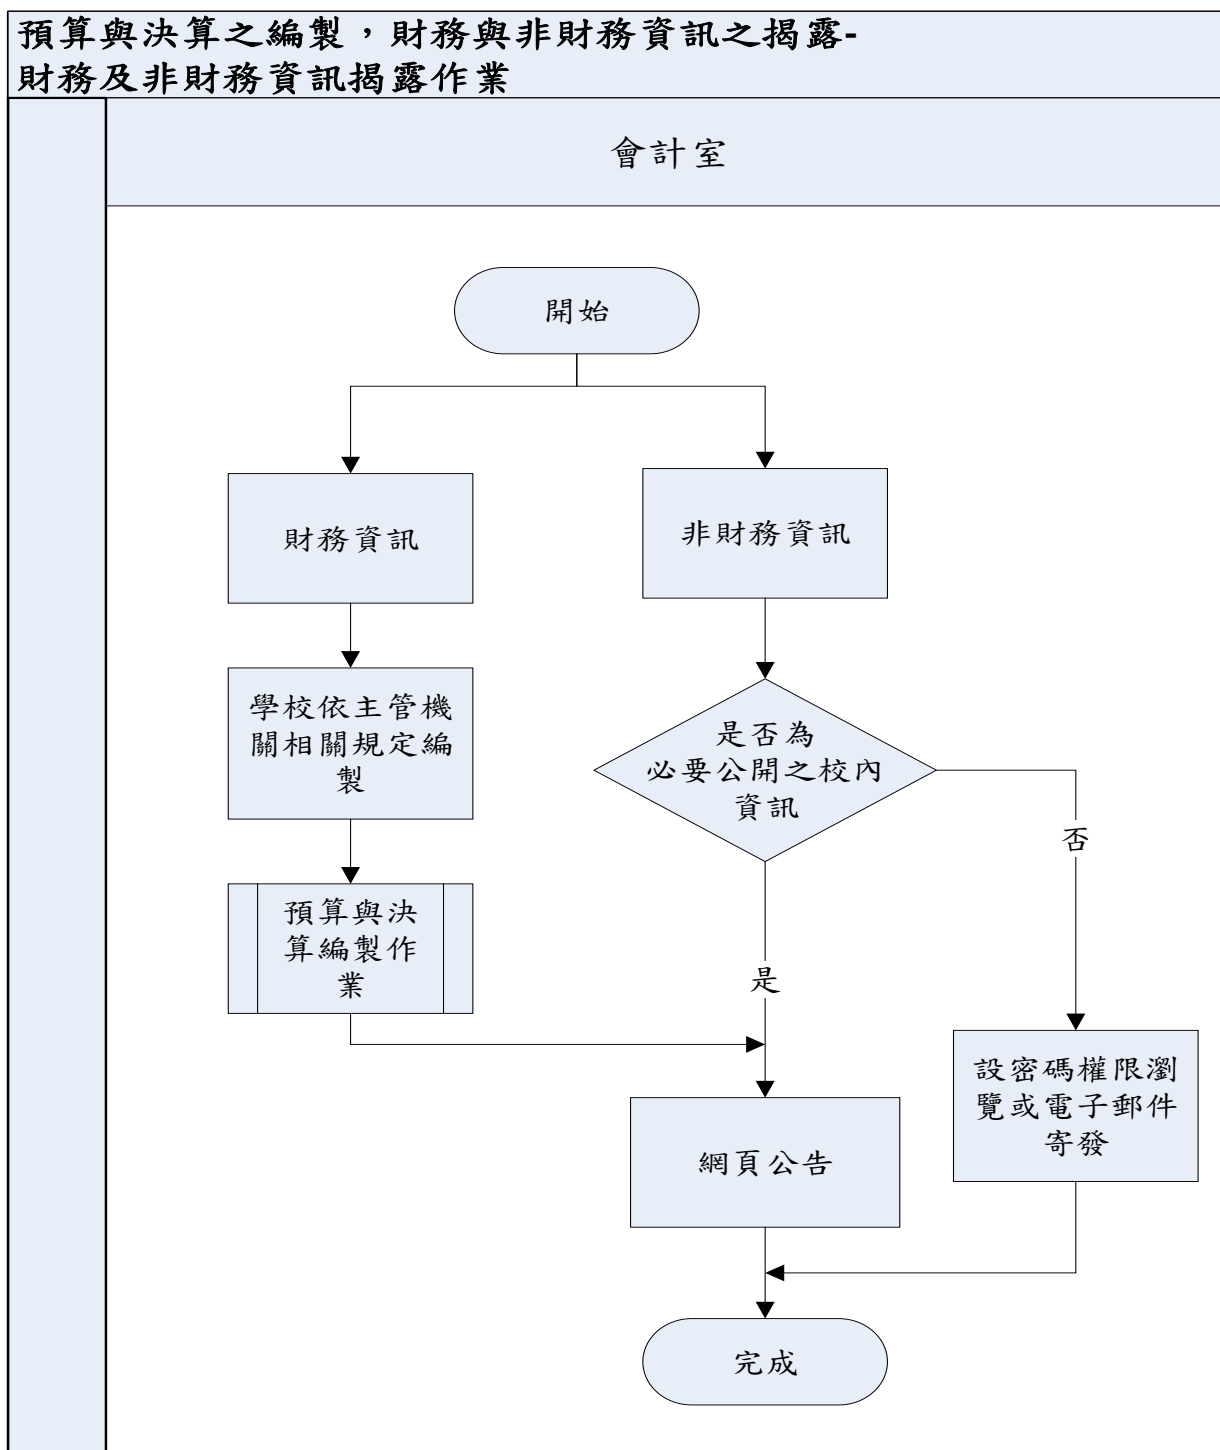 預算與決算之編製，財務與非財務資訊之揭露-
財務及非財務資訊揭露作業
會計室
開始
財務資訊
非財務資訊
學校依主管機
關相關規定編
製
是否為
必要公開之校內
資訊
否
預算與決
算編製作
業
是
設密碼權限瀏
覽或電子郵件
寄發
網頁公告
完成